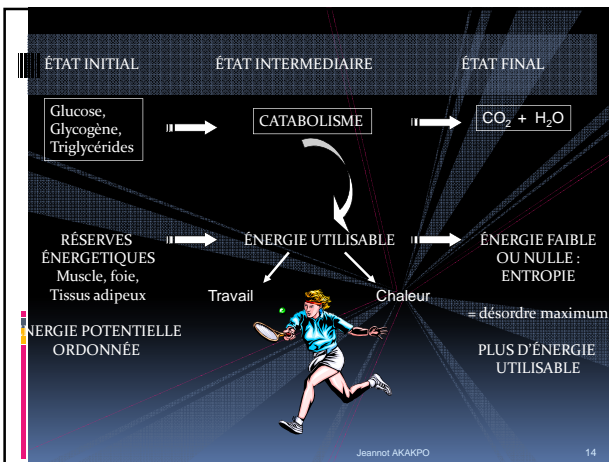 ÉTAT INITIAL
ÉTAT INTERMEDIAIRE
ÉTAT FINAL
Glucose,
Glycogène,
Triglycérides
CATABOLISME
CO2 + H2O
RÉSERVES
ÉNERGETIQUES
Muscle, foie,
Tissus adipeux
ÉNERGIE UTILISABLE
ÉNERGIE FAIBLE
OU NULLE :
ENTROPIE
Travail
Chaleur
= désordre maximum
NERGIE POTENTIELLE
ORDONNÉE
PLUS D'ÉNERGIE
UTILISABLE
Jeannot AKAKPO
14